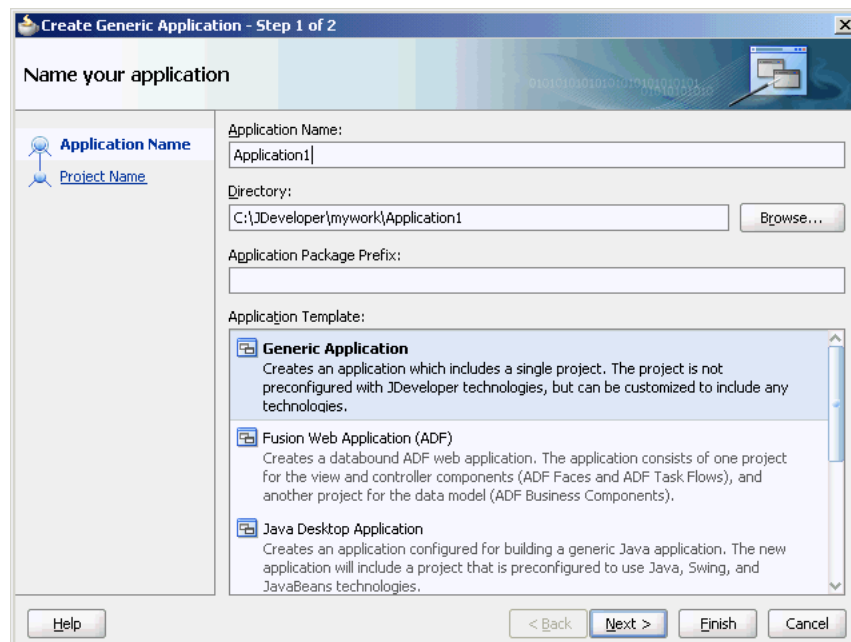 Create Generic Application - Step 1 of 2
Name your application
Application Name
Project Name
Application Name:
Application1
Directory:
C:\JDeveloper\mywork\Application1
Browse...
Application Package Prefix:
Application Template:
Generic Application
Creates an application which includes a single project. The project is not
preconfigured with JDeveloper technologies, but can be customized to include any
technologies.
Fusion Web Application (ADF)
Creates a databound ADF web application. The application consists of one project
for the view and controller components (ADF Faces and ADF Task Flows), and
another project for the data model (ADF Business Components).
Java Desktop Application
Creates an application configured for building a generic Java application. The new
application will include a project that is preconfigured to use Java, Swing, and
JavaBeans technologies.
Help
< Back
Next >
Finish
Cancel